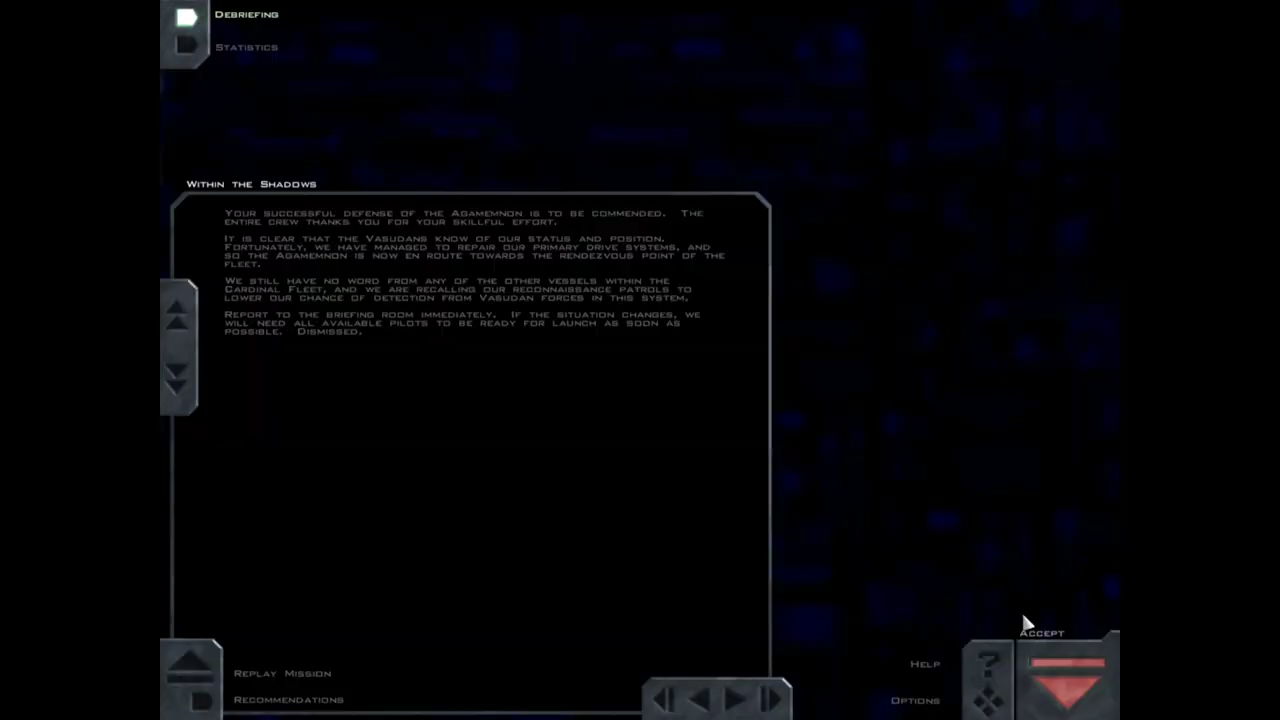 Debriefing
Statistics
Within the Shadows
Your successful defense of the Agamemnon is to be commended. The
entire crew thanks you for your skillful effort.
It is clear that the Vasudans know of our status and position.
Fortunately, we have managed to repair our primary drive systems, and
so the Agamemnon is now en route towards the rendezvous point of the
fleet.
We still have no word from any of the other vessels within the
Cardinal Fleet, and we are recalling our reconnaissance patrols to
lower our chance of detection from Vasudan forces in this system.
Report to the briefing room immediately. If the situation changes, we
will need all available pilots to be ready for launch as soon as
possible. Dismissed.
Accept
Replay Mission
Help
?
Recommendations
Options